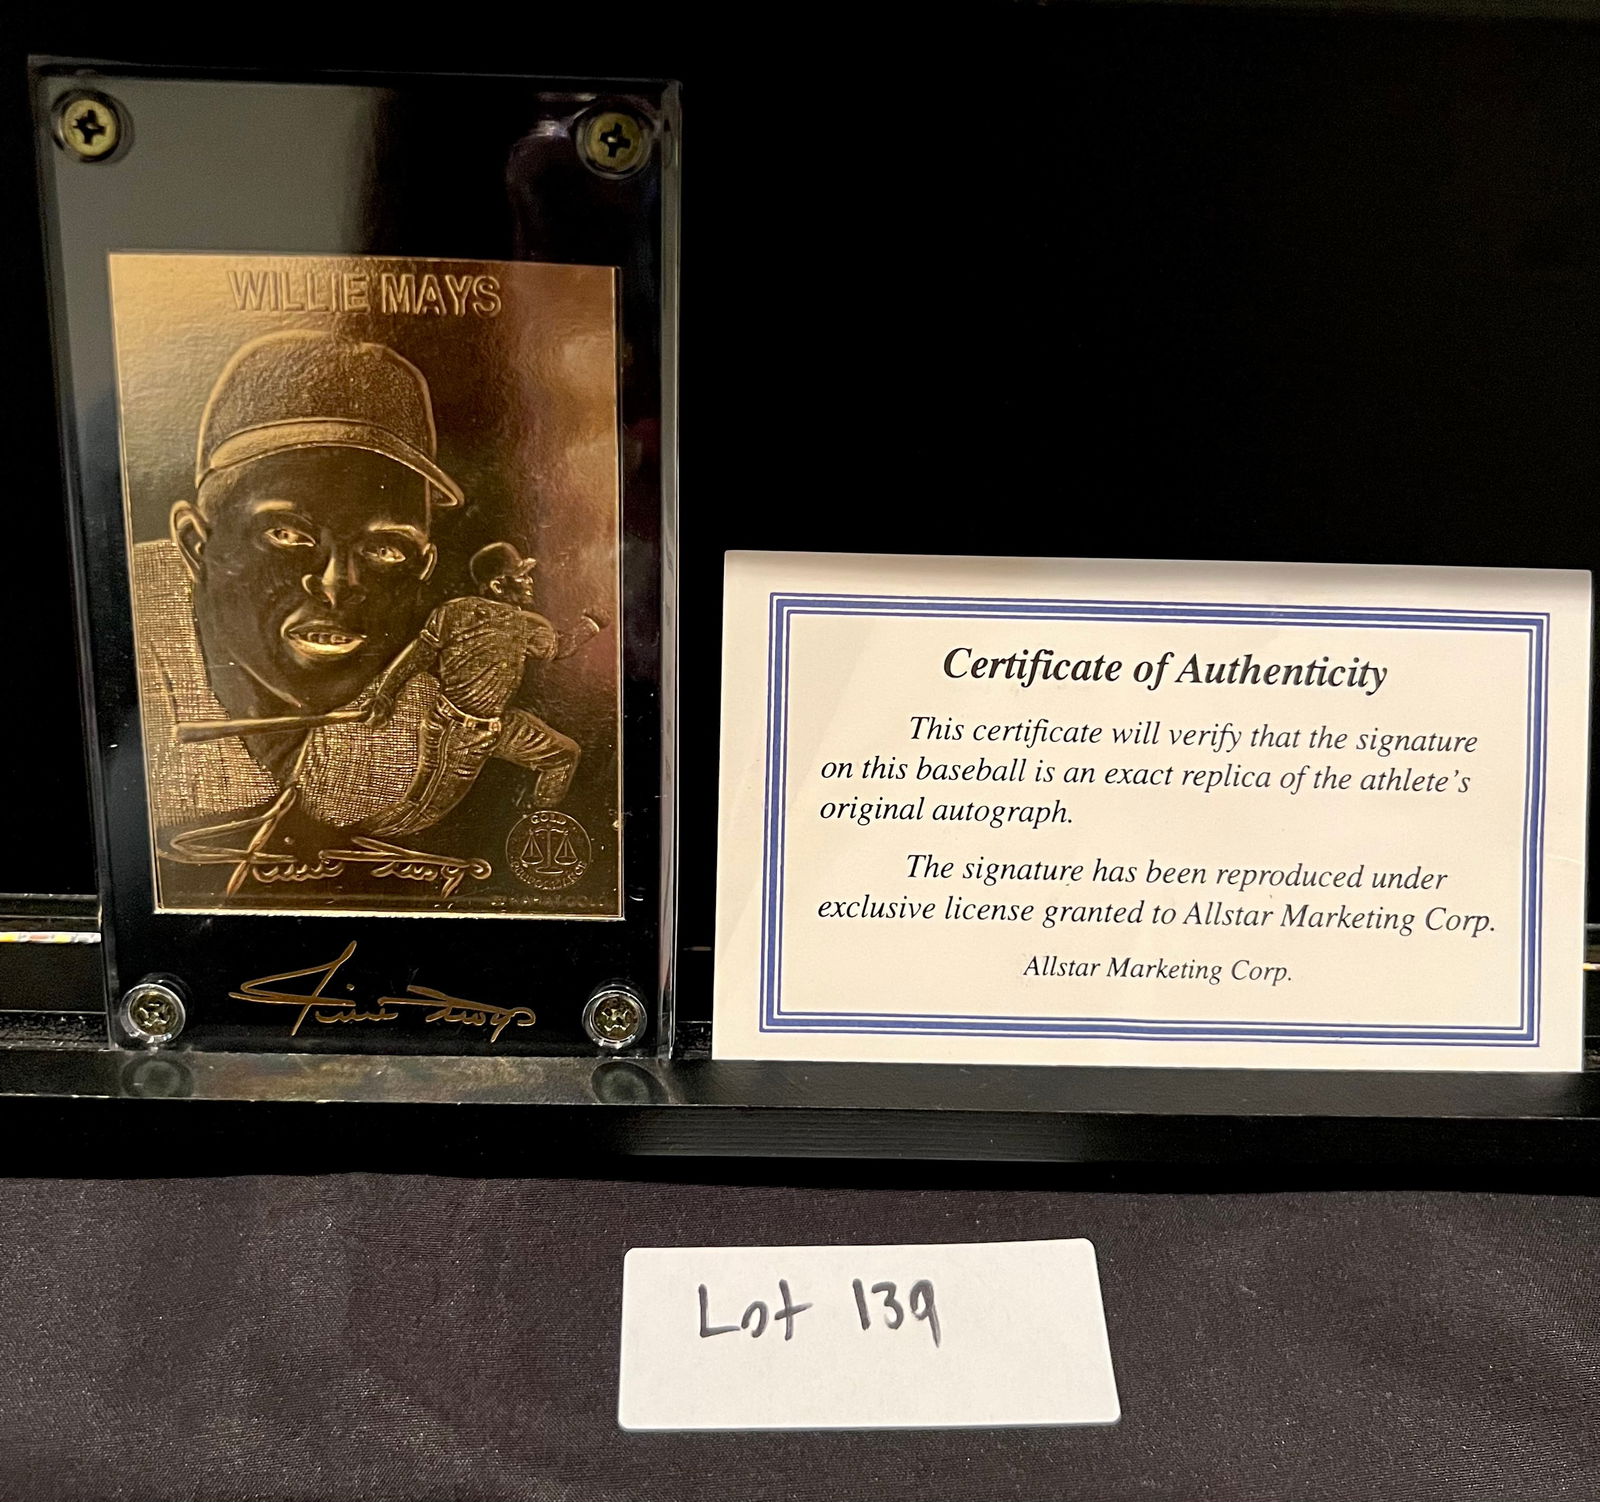 WILLIE MAYS
GOLD
Certificate of Authenticity
This certificate will verify that the signature
on this baseball is an exact replica of the athlete's
original autograph.
The signature has been reproduced under
exclusive license granted to Allstar Marketing Corp.
Allstar Marketing Corp.
Lot 139